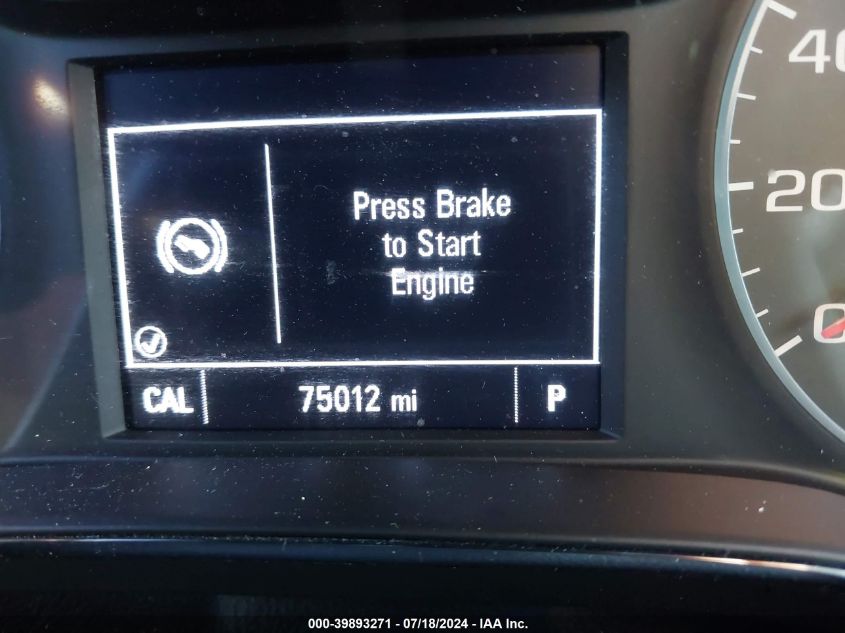 Press Brake
to Start
Engine
CAL 75012 mi P
40
20
0
000-39893271 - 07/18/2024 - IAA Inc.